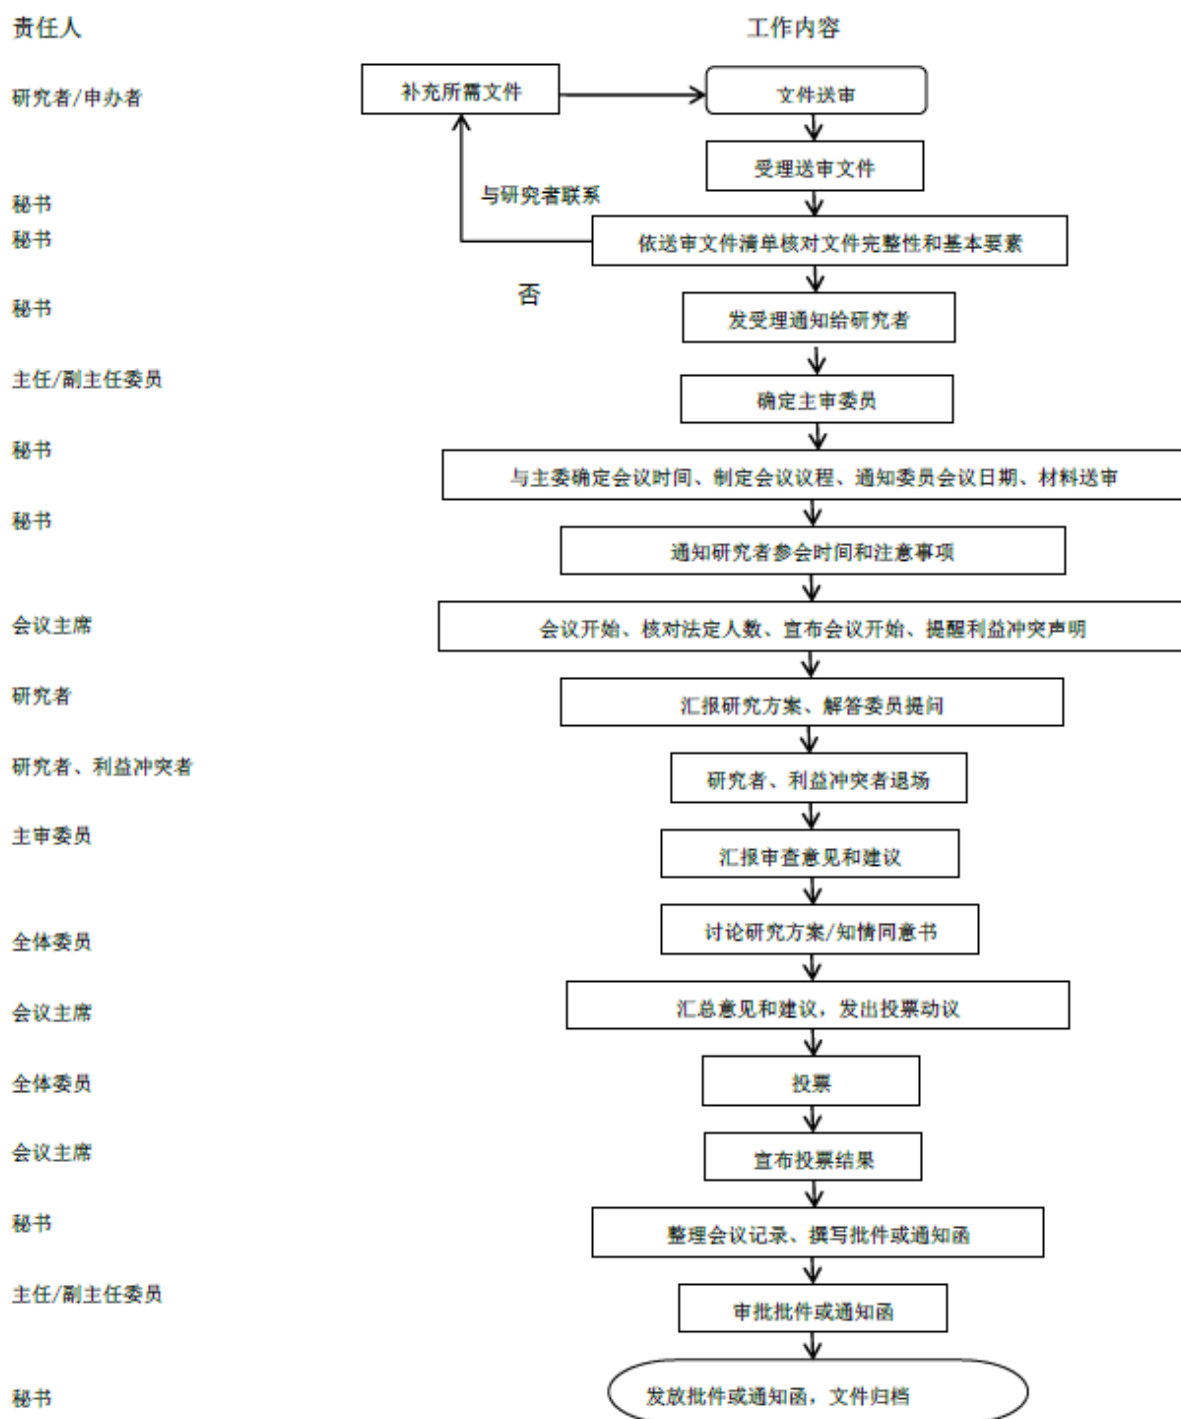 责任人 工作内容
补充所需文件 文件送审
研究者/申办者
受理送审文件
与研究者联系
秘书
秘书 依送审文件清单核对文件完整性和基本要素
否
秘书 发受理通知给研究者
主任/副主任委员
确定主审委员
秘书
与主委确定会议时间、制定会议议程、通知委员会议日期、材料送审
秘书
通知研究者参会时间和注意事项
会议主席 会议开始、核对法定人数、宣布会议开始、提醒利益冲突声明
研究者 汇报研究方案、解答委员提问
研究者、利益冲突者 研究者、利益冲突者退场
主审委员
汇报审查意见和建议
全体委员 讨论研究方案/知情同意书
会议主席 汇总意见和建议，发出投票动议
全体委员 投票
会议主席 宣布投票结果
秘书 整理会议记录、撰写批件或通知函
主任/副主任委员 审批批件或通知函
秘书 发放批件或通知函，文件归档